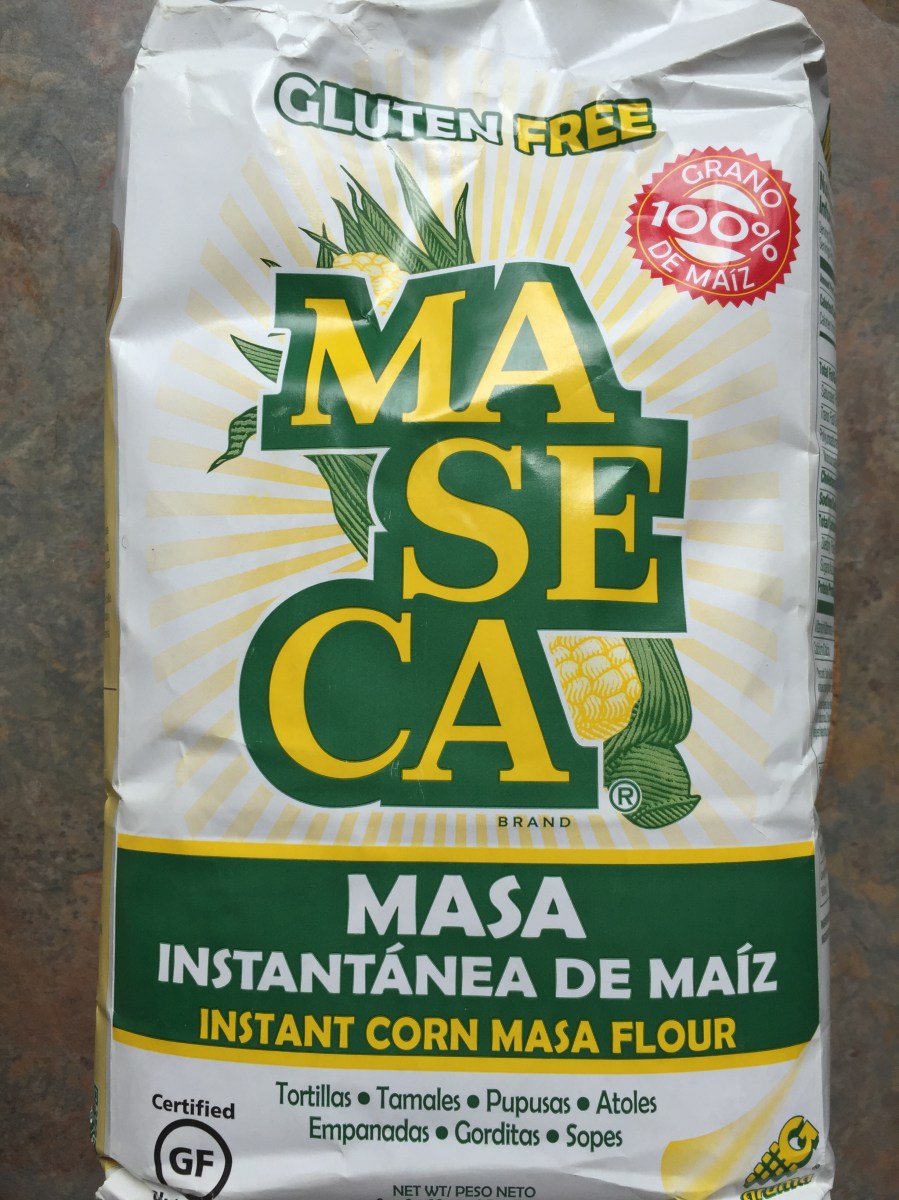 GLUTEN FREE
GRANO
100%
DE MAÍZ
MA
SE
CA
®
BRAND
MASA
INSTANTÁNEA DE MAÍZ
INSTANT CORN MASA FLOUR
Tortillas • Tamales • Pupusas • Atoles
Empanadas • Gorditas • Sopes
Certified
GF
G
NET WT/ PESO NETO